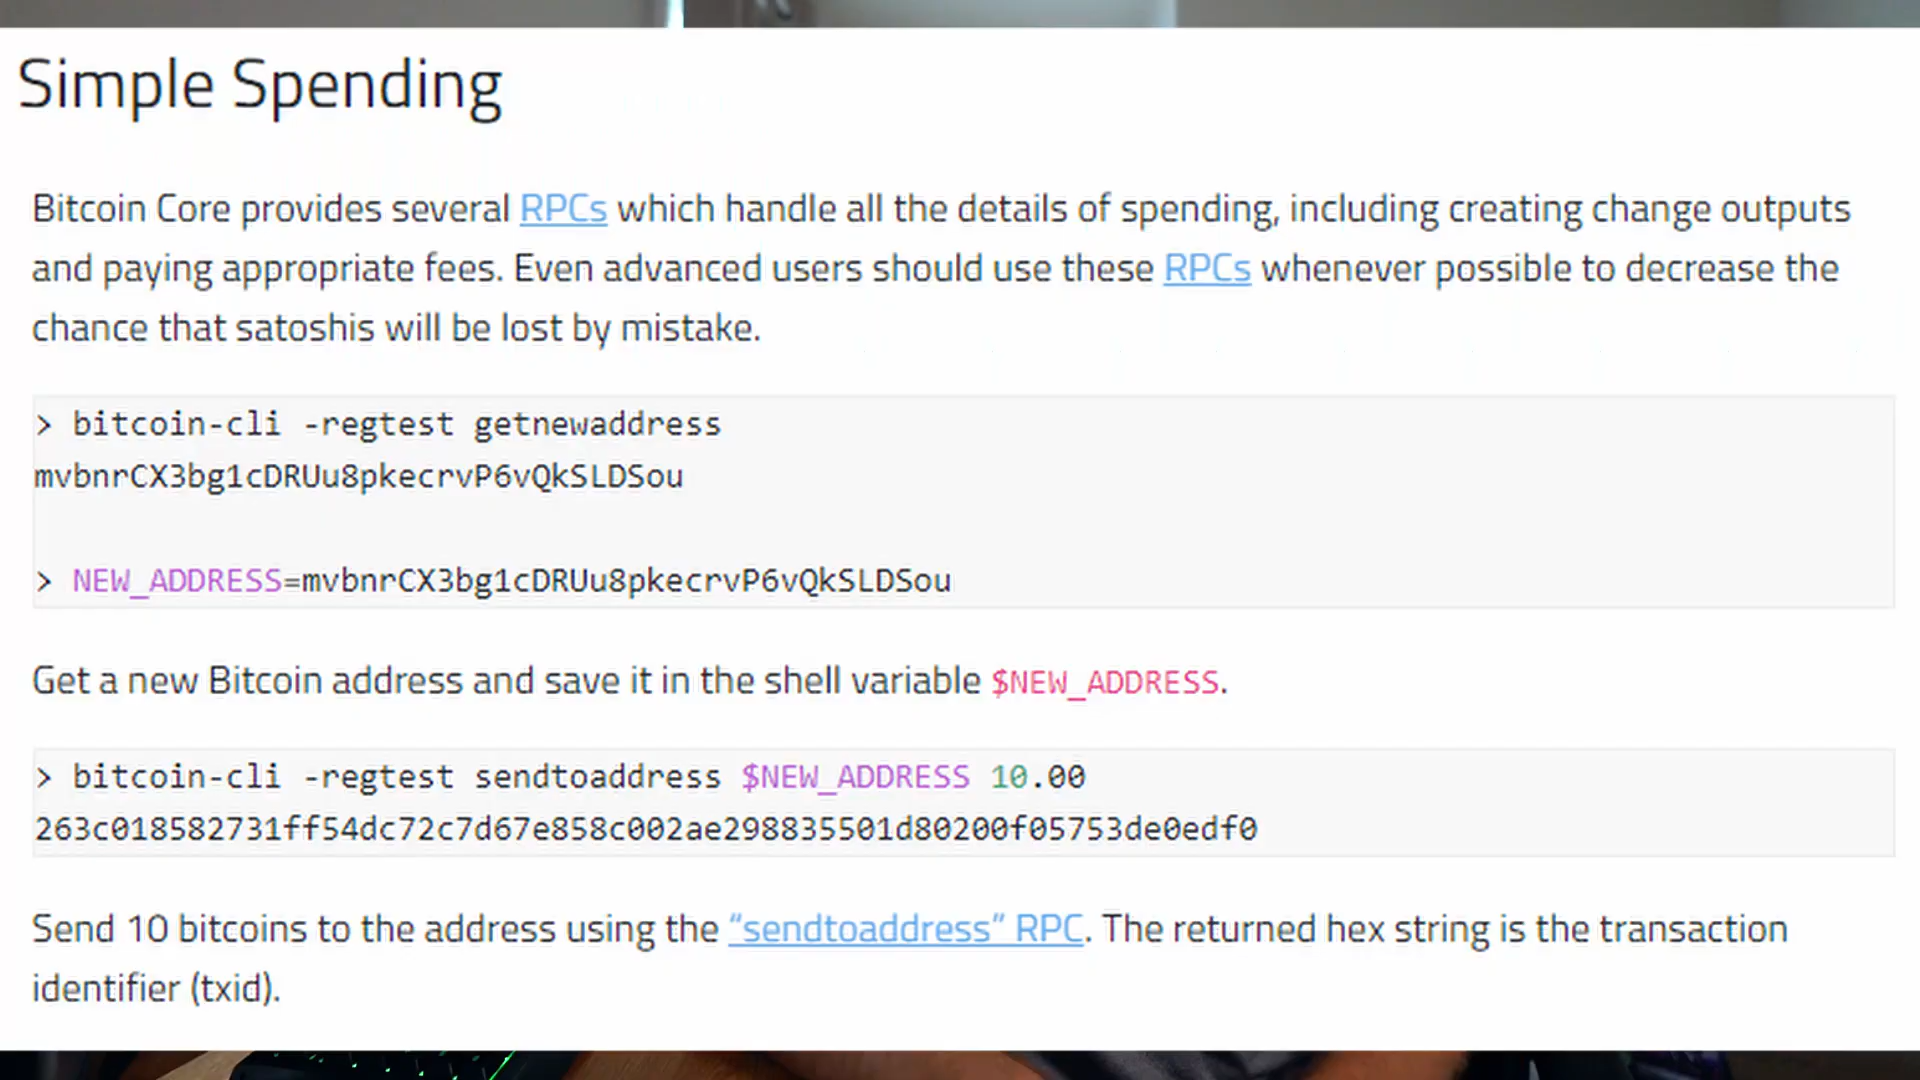 Simple Spending
Bitcoin Core provides several RPCs which handle all the details of spending, including creating change outputs
and paying appropriate fees. Even advanced users should use these RPCs whenever possible to decrease the
chance that satoshis will be lost by mistake.
> bitcoin-cli -regtest getnewaddress
mvbnrCX3bg1cDRUu8pkecrvP6vQkSLDSou
> NEW_ADDRESS=mvbnrCX3bg1cDRUu8pkecrvP6vQkSLDSou
Get a new Bitcoin address and save it in the shell variable $NEW_ADDRESS.
> bitcoin-cli -regtest sendtoaddress $NEW_ADDRESS 10.00
263c018582731ff54dc72c7d67e858c002ae298835501d80200f05753de0edf0
Send 10 bitcoins to the address using the “sendtoaddress” RPC. The returned hex string is the transaction
identifier (txid).